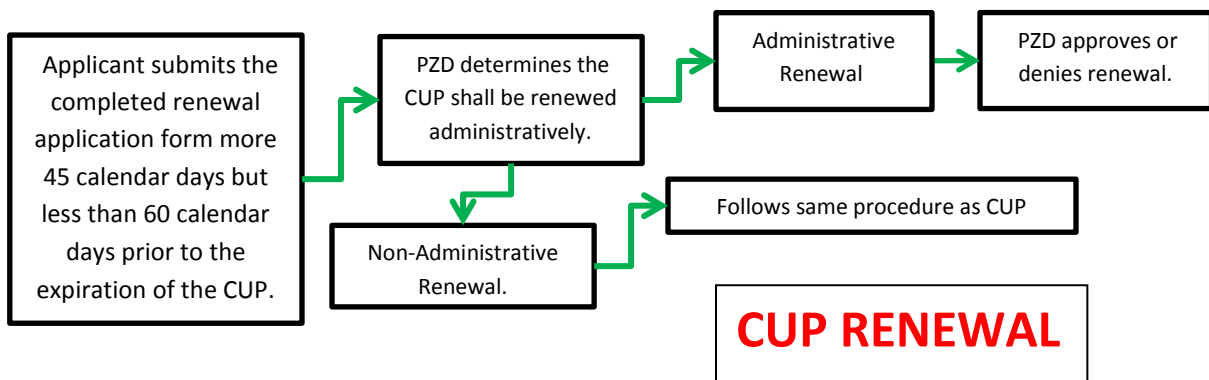 Applicant submits the
completed renewal
application form more
45 calendar days but
less than 60 calendar
days prior to the
expiration of the CUP.
PZD determines the
CUP shall be renewed
administratively.
Administrative
Renewal
PZD approves or
denies renewal.
Non-Administrative
Renewal.
Follows same procedure as CUP
CUP RENEWAL